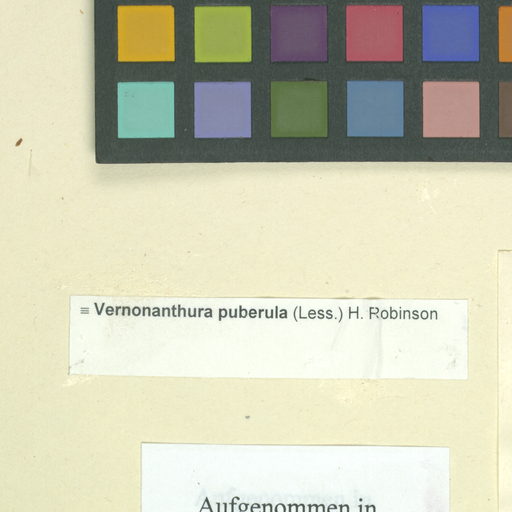 ≡ Vernonanthura puberula (Less.) H. Robinson
Aufgenommen in